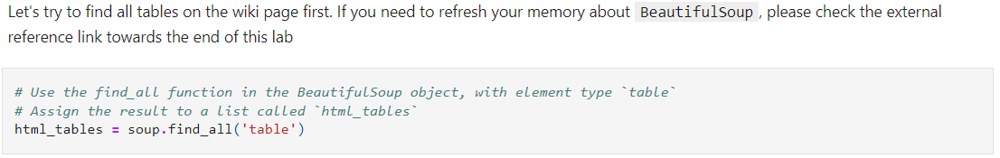 Let's try to find all tables on the wiki page first. If you need to refresh your memory about BeautifulSoup , please check the external
reference link towards the end of this lab
# Use the find_all function in the BeautifulSoup object, with element type `table`
# Assign the result to a list called `html_tables`
html_tables = soup.find_all('table')